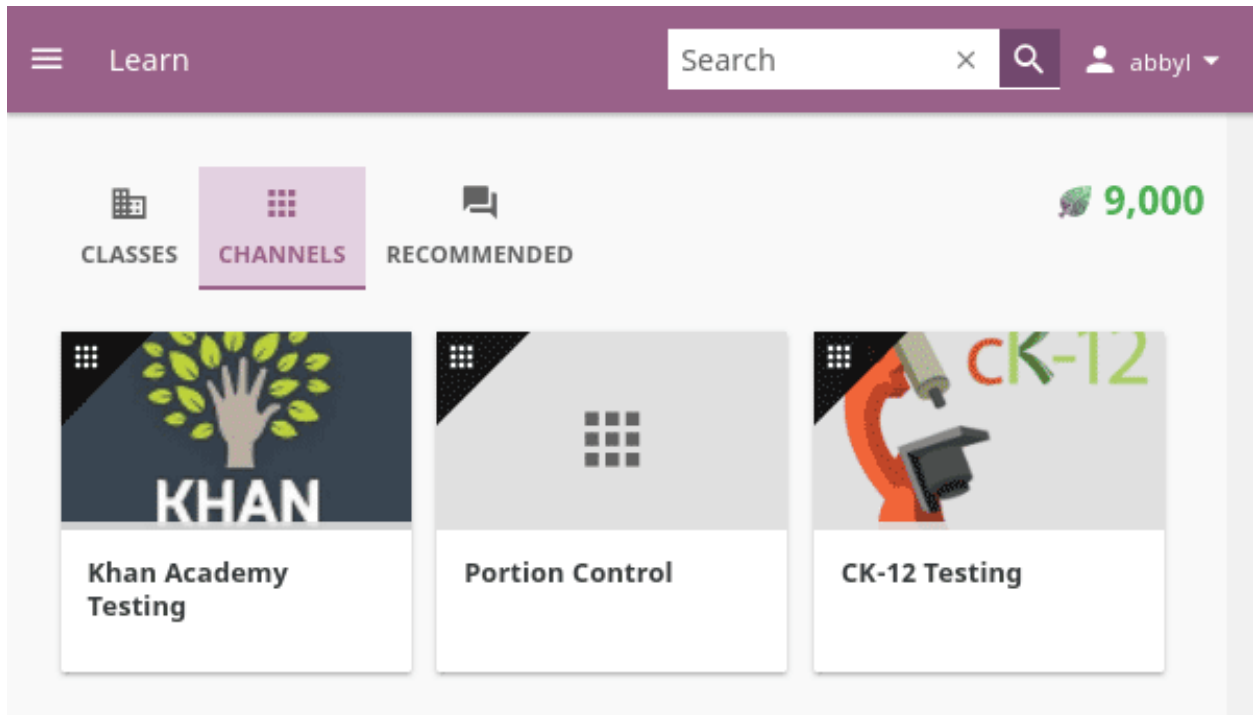 Learn
Search
abbyl
CLASSES
CHANNELS
RECOMMENDED
9,000
KHAN
cK-12
Khan Academy
Testing
Portion Control
CK-12 Testing